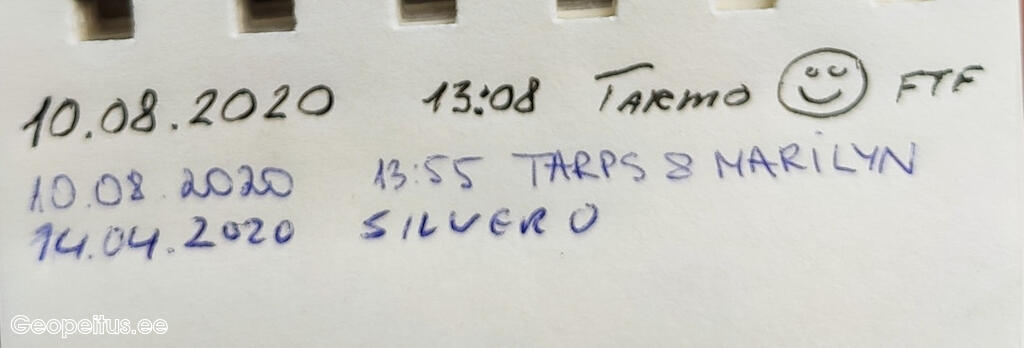 10.08.2020 13:08 TARMO FTF
10.08.2020 13:55 TARPS & MARILYN
14.04.2020 SILVER O
Geopeitus.ee